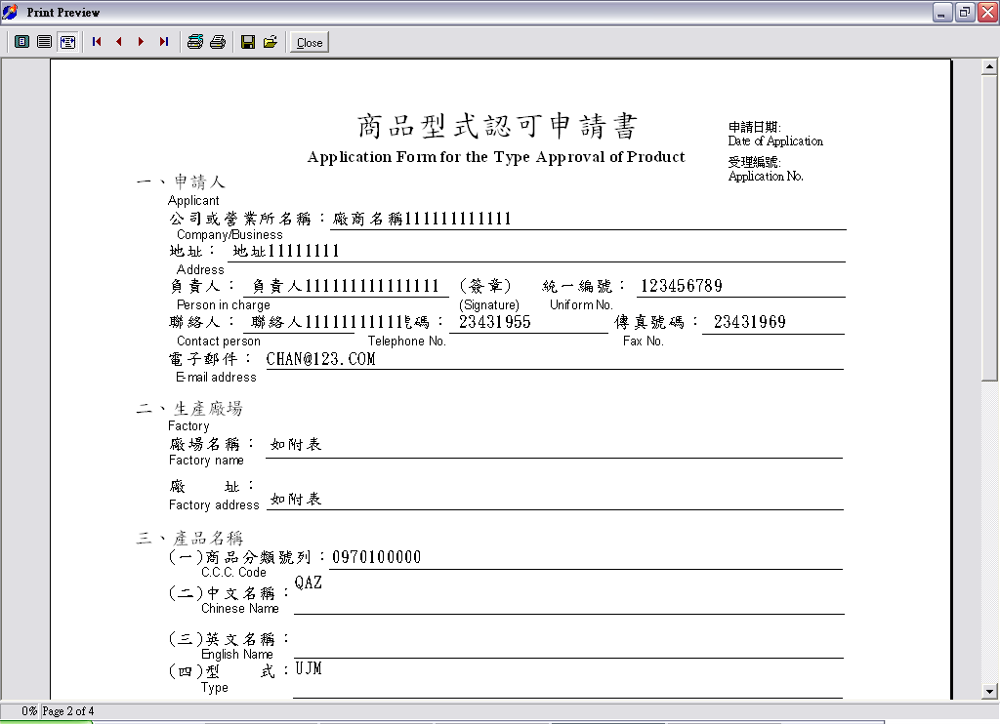 Print Preview
Close
商品型式認可申請書
Application Form for the Type Approval of Product
申請日期:
Date of Application
受理編號:
Application No.
一、申請人
Applicant
公司或營業所名稱：廠商名稱111111111111
Company/Business
地址： 地址11111111
Address
負責人： 負責人111111111111111 (簽章) 統一編號： 123456789
Person in charge (Signature) Uniform No.
聯絡人： 聯絡人11111111111號碼： 23431955 傳真號碼： 23431969
Contact person Telephone No. Fax No.
電子郵件： CHAN@123.COM
E-mail address
二、生產廠場
Factory
廠場名稱： 如附表
Factory name
廠 址：
如附表
Factory address
三、產品名稱
(一)商品分類號列：0970100000
C.C.C. Code
QAZ
(二)中文名稱：
Chinese Name
(三)英文名稱：
English Name
(四)型 式：UJM
Type
0% Page 2 of 4